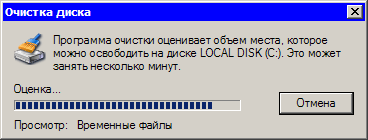 Очистка диска
Программа очистки оценивает объем места, которое
можно освободить на диске LOCAL DISK (C:). Это может
занять несколько минут.
Оценка...
Отмена
Просмотр: Временные файлы